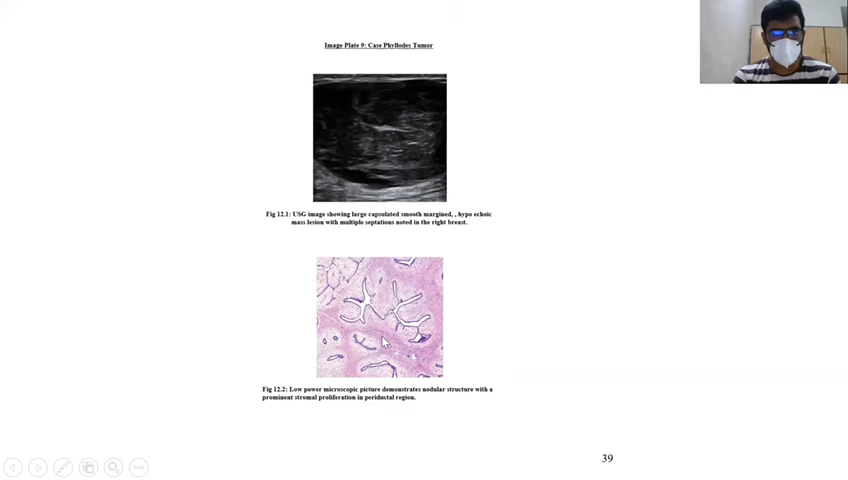 Image Plate 9: Case Phyllodes Tumor
Fig 12.1: USG image showing large capsulated smooth margined, , hypo echoic
mass lesion with multiple septations noted in the right breast.
Fig 12.2: Low power microscopic picture demonstrates nodular structure with a
prominent stromal proliferation in periductal region.
39